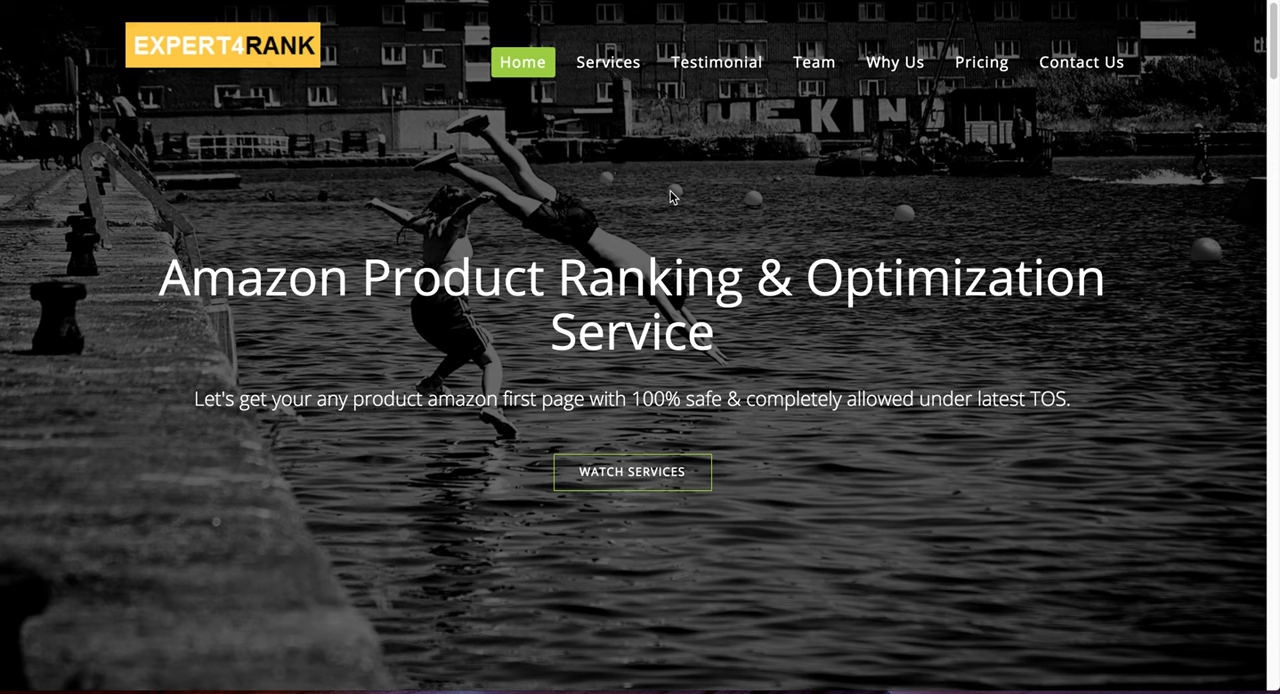 EXPERT4RANK
Home Services Testimonial Team Why Us Pricing Contact Us
Amazon Product Ranking & Optimization
Service
Let's get your any product amazon first page with 100% safe & completely allowed under latest TOS.
WATCH SERVICES